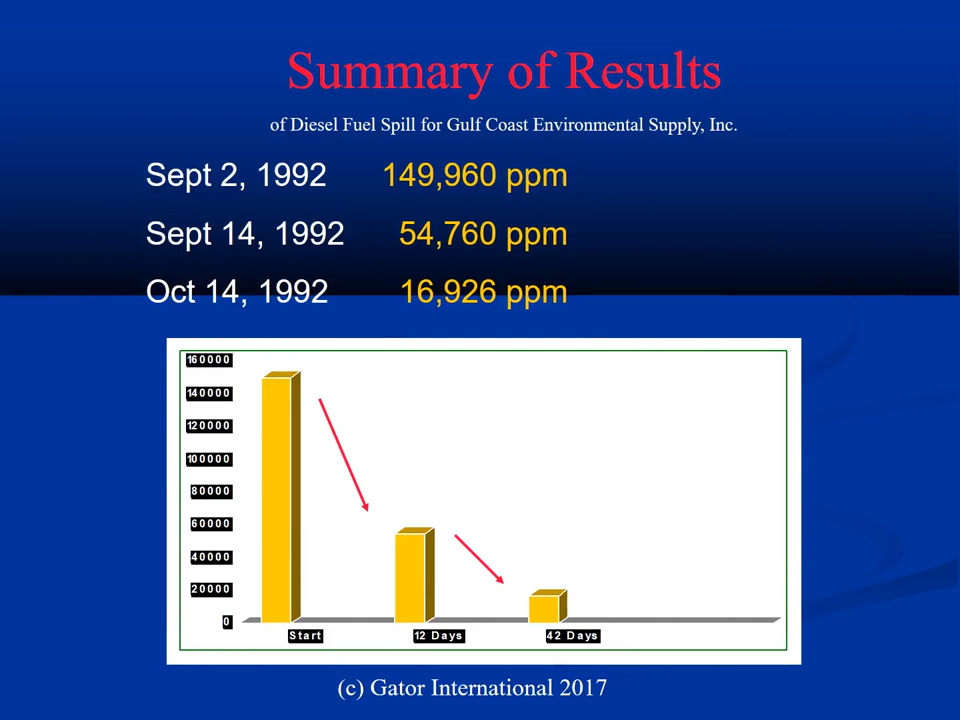 Summary of Results
of Diesel Fuel Spill for Gulf Coast Environmental Supply, Inc.
Sept 2, 1992 149,960 ppm
Sept 14, 1992 54,760 ppm
Oct 14, 1992 16,926 ppm
160000
140000
120000
100000
80000
60000
40000
20000
0
Start 12 Days 42 Days
(c) Gator International 2017